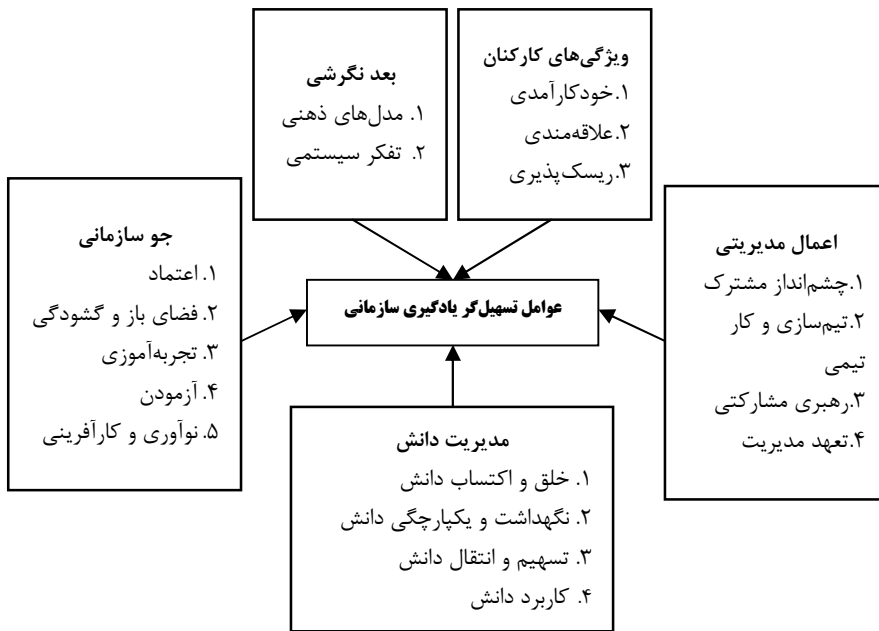 ویژگی‌های کارکنان
۱.خودکارآمدی
۲.علاقه‌مندی
۳.ریسک‌پذیری
بعد نگرشی
۱. مدل‌های ذهنی
۲. تفکر سیستمی
اعمال مدیریتی
۱.چشم‌انداز مشترک
۲.تیم‌سازی و کار
تیمی
۳.رهبری مشارکتی
۴.تعهد مدیریت
عوامل تسهیل‌گر یادگیری سازمانی
جو سازمانی
۱. اعتماد
۲. فضای باز و گشودگی
۳. تجربه‌آموزی
۴. آزمودن
۵. نوآوری و کارآفرینی
مدیریت دانش
۱. خلق و اکتساب دانش
۲. نگهداشت و یکپارچگی دانش
۳. تسهیم و انتقال دانش
۴. کاربرد دانش